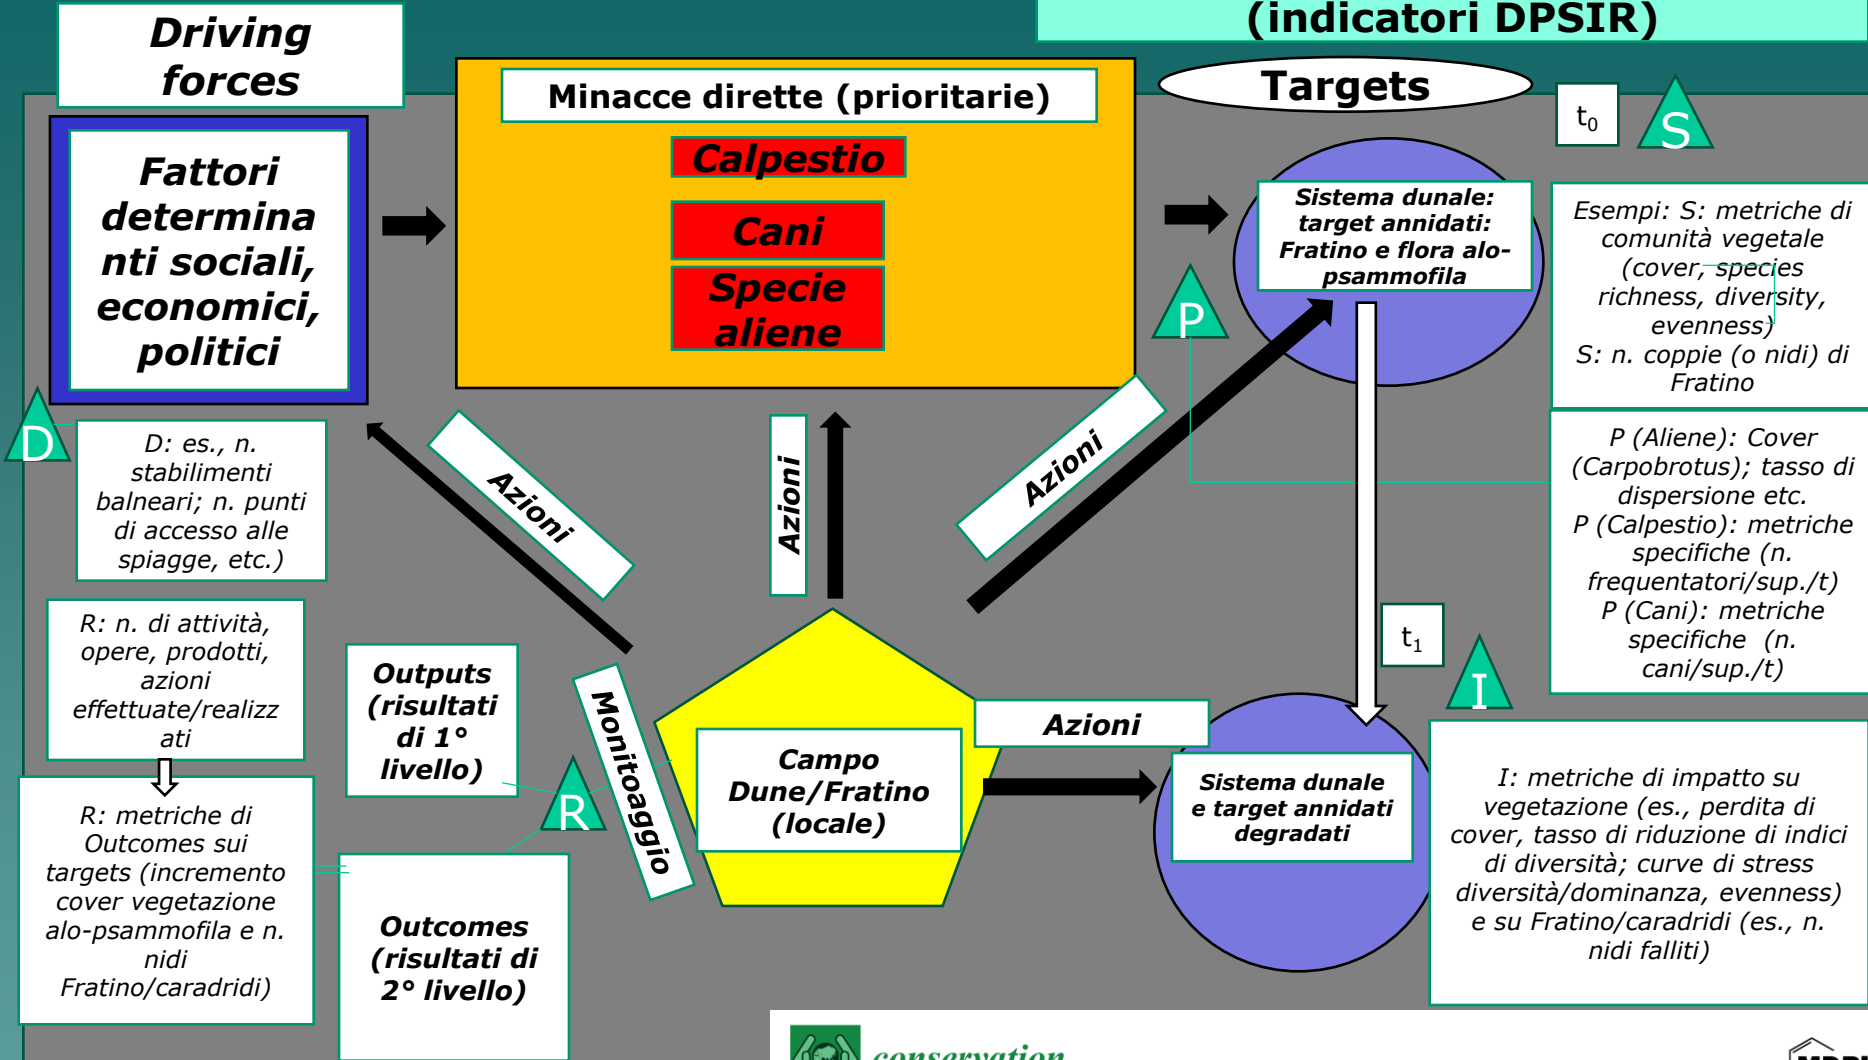 (indicatori DPSIR)
Driving
forces
Minacce dirette (prioritarie)
Targets
t0
S
Fattori
determina
nti sociali,
economici,
politici
Calpestio
Cani
Specie
aliene
Sistema dunale:
target annidati:
Fratino e flora alo-
psammofila
Esempi: S: metriche di
comunità vegetale
(cover, species
richness, diversity,
evenness)
S: n. coppie (o nidi) di
Fratino
P
D
D: es., n.
stabilimenti
balneari; n. punti
di accesso alle
spiagge, etc.)
Azioni
Azioni
Azioni
P (Aliene): Cover
(Carpobrotus); tasso di
dispersione etc.
P (Calpestio): metriche
specifiche (n.
frequentatori/sup./t)
P (Cani): metriche
specifiche (n.
cani/sup./t)
R: n. di attività,
opere, prodotti,
azioni
effettuate/realizz
ati
Outputs
(risultati
di 1°
livello)
Monitoaggio
R
t1
I
Campo
Dune/Fratino
(locale)
Azioni
Sistema dunale
e target annidati
degradati
I: metriche di impatto su
vegetazione (es., perdita di
cover, tasso di riduzione di indici
di diversità; curve di stress
diversità/dominanza, evenness)
e su Fratino/caradridi (es., n.
nidi falliti)
R: metriche di
Outcomes sui
targets (incremento
cover vegetazione
alo-psammofila e n.
nidi
Fratino/caradridi)
Outcomes
(risultati di
2° livello)
conservation